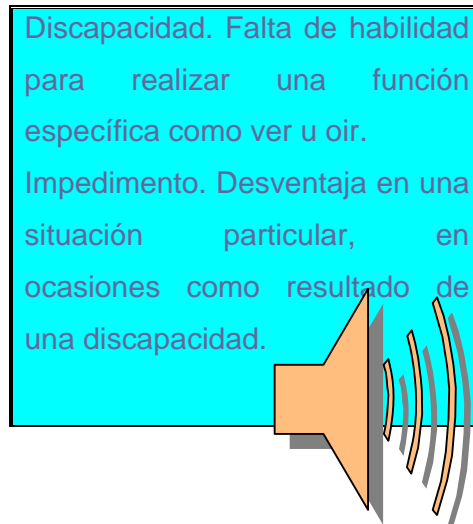 Discapacidad. Falta de habilidad
para realizar una función
específica como ver u oir.
Impedimento. Desventaja en una
situación particular, en
ocasiones como resultado de
una discapacidad.